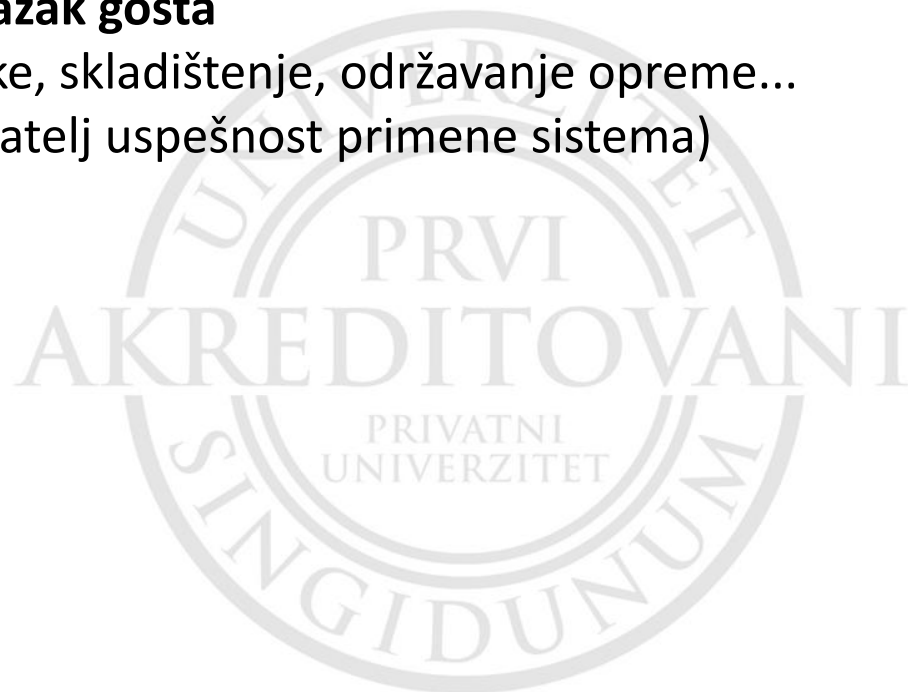 azak gosta
ke, skladištenje, održavanje opreme...
atelj uspešnost primene sistema)
UNIVERZITET
PRVI
AKREDITOVANI
PRIVATNI
UNIVERZITET
SINGIDUNUM